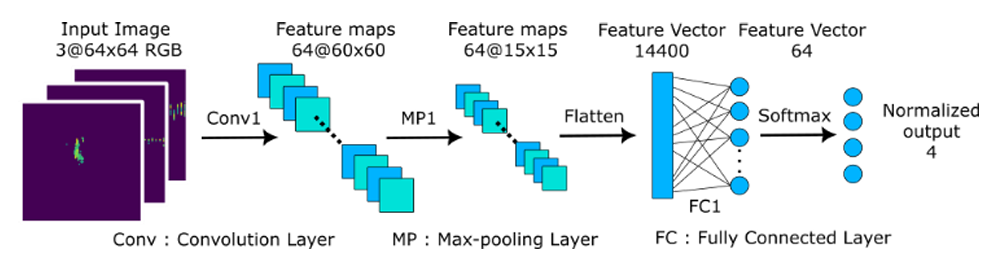 Input Image
3@64x64 RGB
Feature maps
64@60x60
Feature maps
64@15x15
Feature Vector
14400
Feature Vector
64
Conv1
MP1
Flatten
Softmax
Normalized
output
4
FC1
Conv : Convolution Layer
MP : Max-pooling Layer
FC : Fully Connected Layer